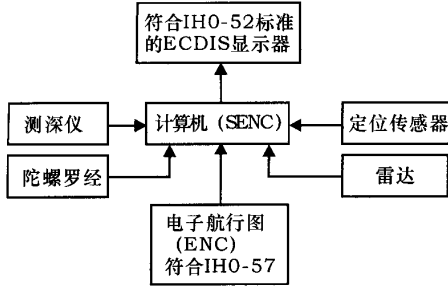 符合IHO-52标准
的ECDIS显示器
测深仪
计算机(SENC)
定位传感器
陀螺罗经
雷达
电子航行图
(ENC)
符合IHO-57